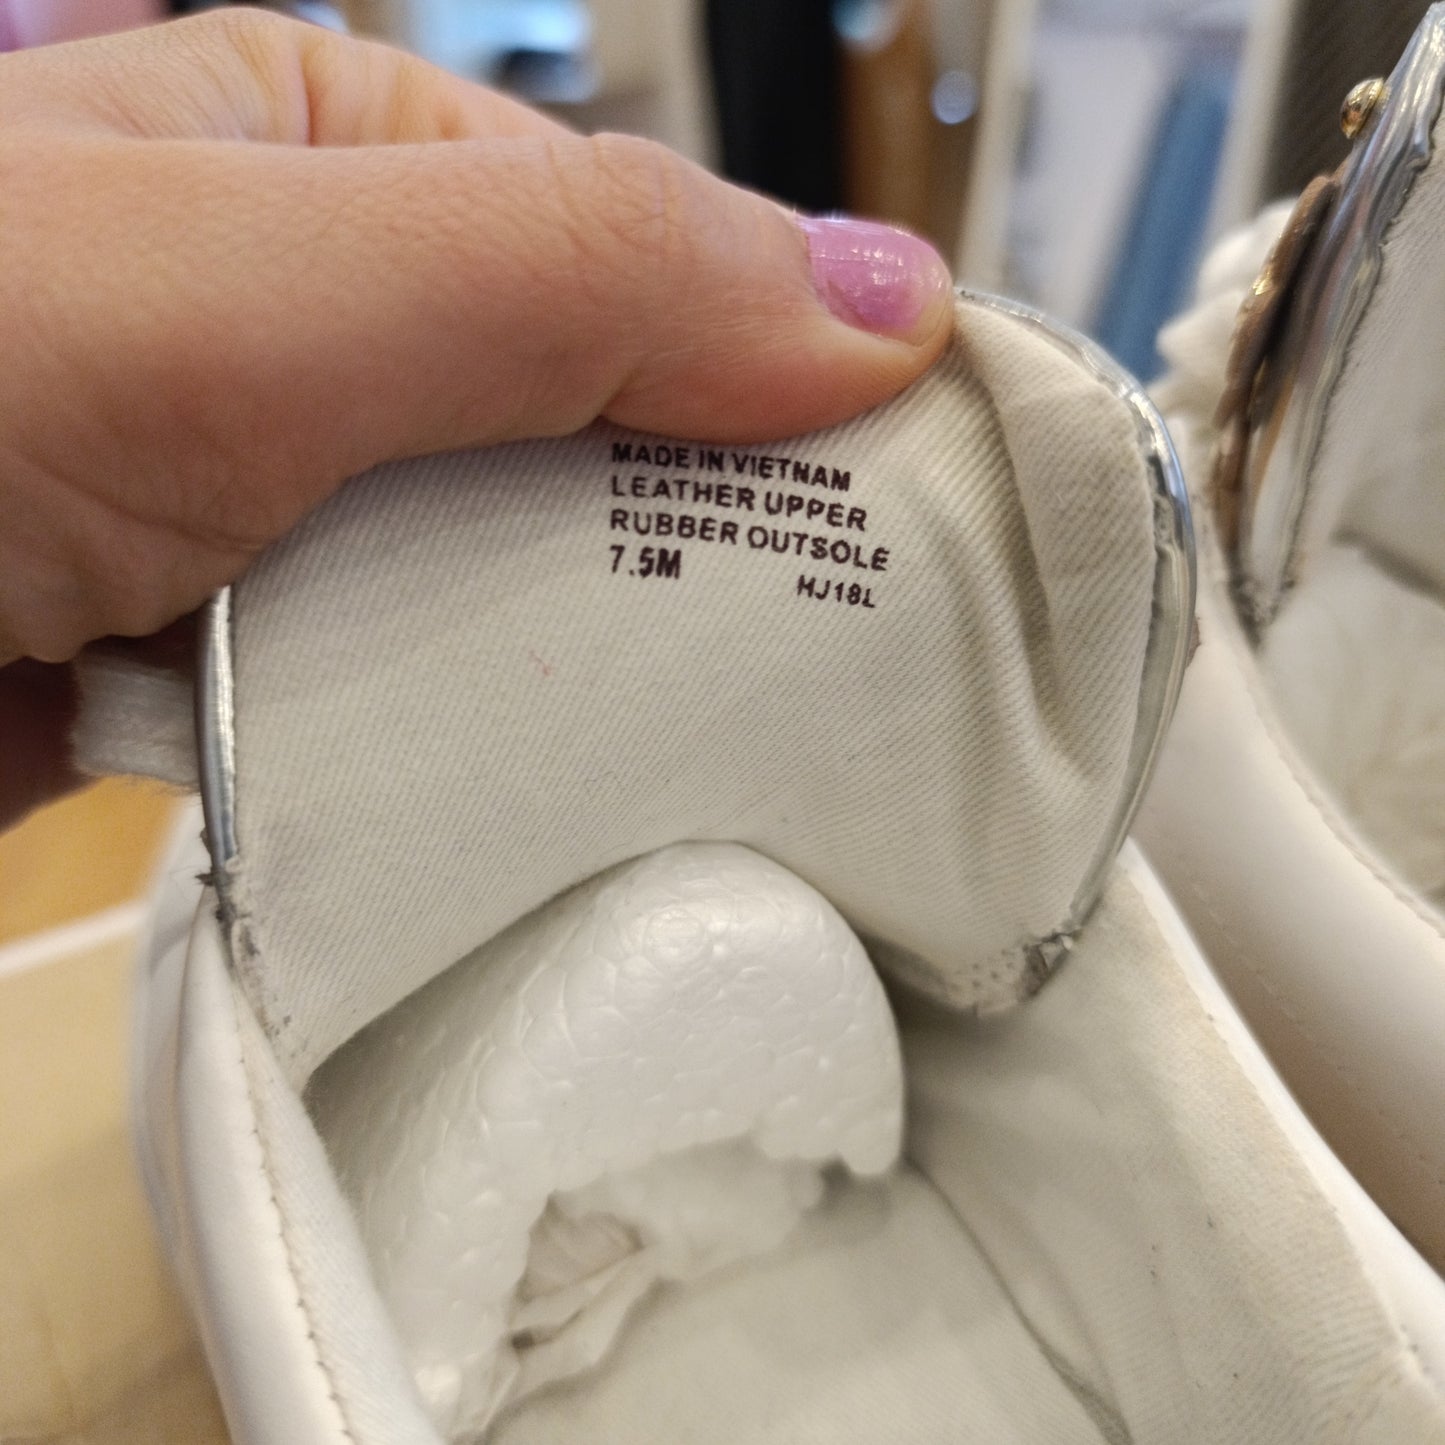 MADE IN VIETNAM
LEATHER UPPER
RUBBER OUTSOLE
7.5M HJ18L